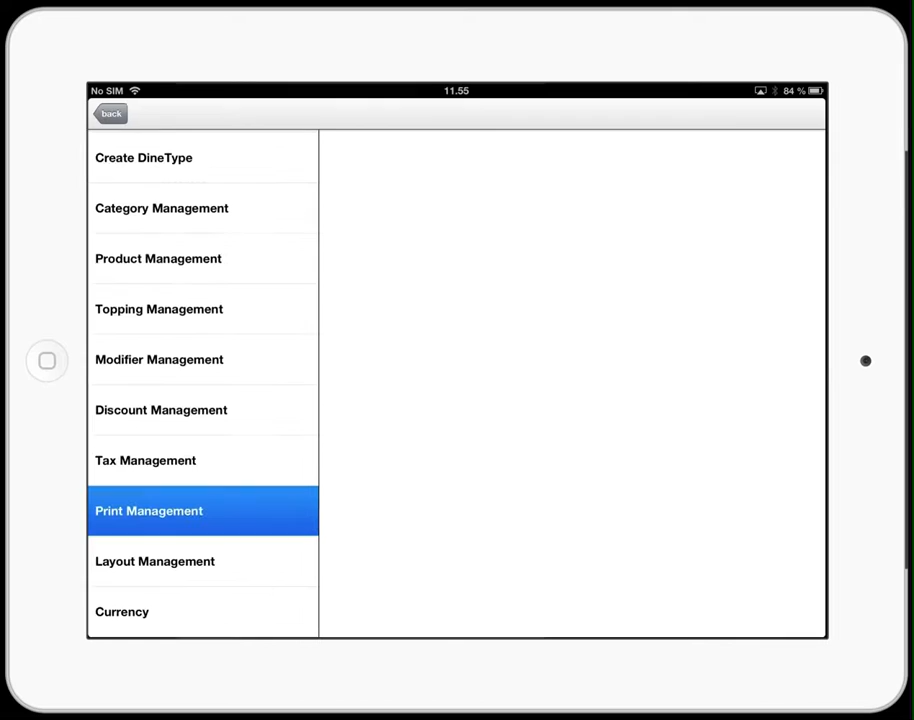 No SIM 11.55 84 %
back
Create DineType
Category Management
Product Management
Topping Management
Modifier Management
Discount Management
Tax Management
Print Management
Layout Management
Currency